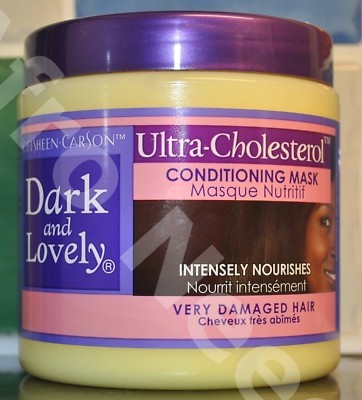 SHEEN·CARSON™
Dark
and
Lovely®
Ultra-Cholesterol™
CONDITIONING MASK
Masque Nutritif
INTENSELY NOURISHES
Nourrit intensément
VERY DAMAGED HAIR
Cheveux très abîmés